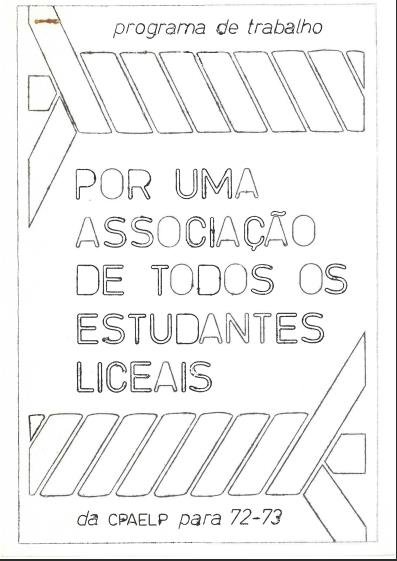 programa de trabalho
POR UMA
ASSOCIAÇÃO
DE TODOS OS
ESTUDANTES
LICEAIS
da CPAELP para 72-73